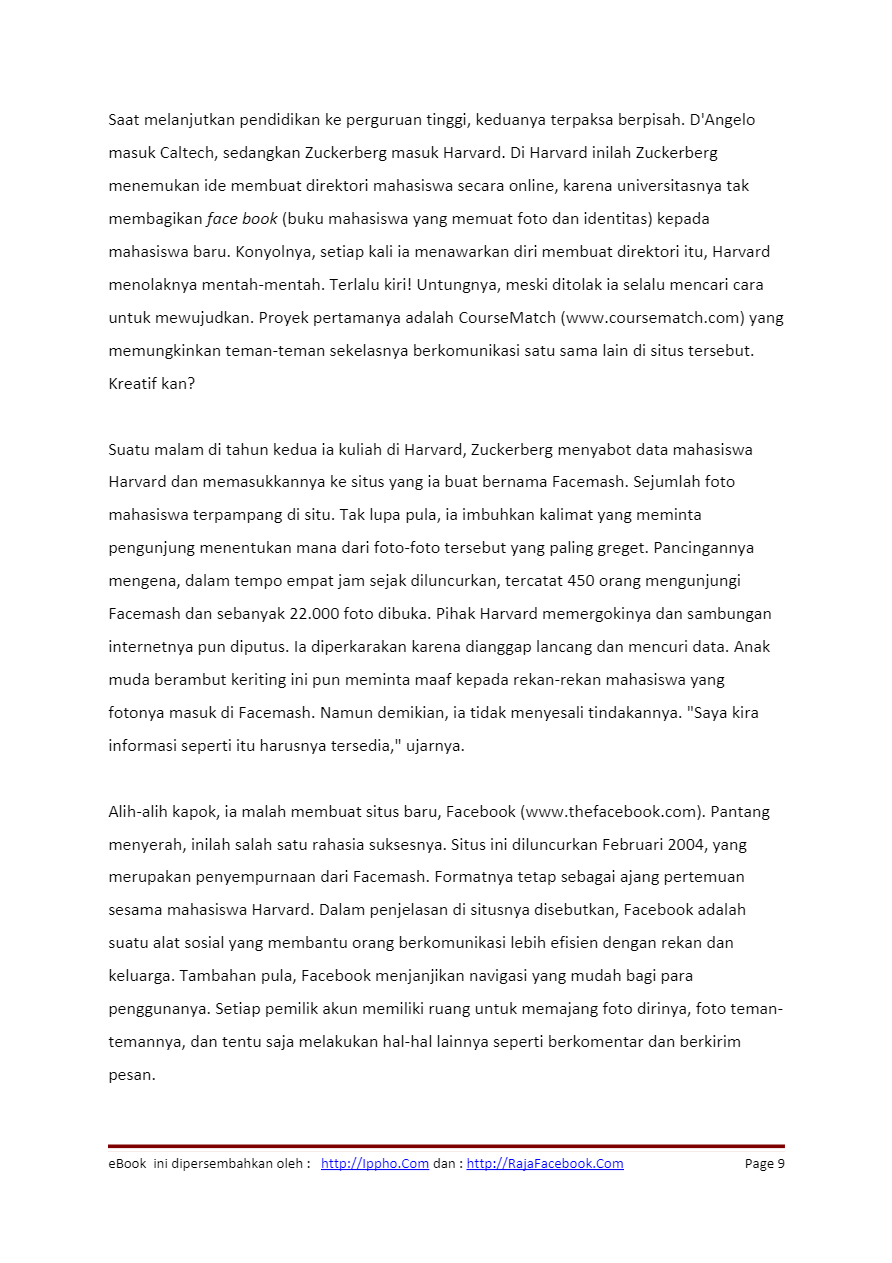 Saat melanjutkan pendidikan ke perguruan tinggi, keduanya terpaksa berpisah. D'Angelo
masuk Caltech, sedangkan Zuckerberg masuk Harvard. Di Harvard inilah Zuckerberg
menemukan ide membuat direktori mahasiswa secara online, karena universitasnya tak
membagikan face book (buku mahasiswa yang memuat foto dan identitas) kepada
mahasiswa baru. Konyolnya, setiap kali ia menawarkan diri membuat direktori itu, Harvard
menolaknya mentah-mentah. Terlalu kiri! Untungnya, meski ditolak ia selalu mencari cara
untuk mewujudkan. Proyek pertamanya adalah CourseMatch (www.coursematch.com) yang
memungkinkan teman-teman sekelasnya berkomunikasi satu sama lain di situs tersebut.
Kreatif kan?
Suatu malam di tahun kedua ia kuliah di Harvard, Zuckerberg menyabot data mahasiswa
Harvard dan memasukkannya ke situs yang ia buat bernama Facemash. Sejumlah foto
mahasiswa terpampang di situ. Tak lupa pula, ia imbuhkan kalimat yang meminta
pengunjung menentukan mana dari foto-foto tersebut yang paling greget. Pancingannya
mengena, dalam tempo empat jam sejak diluncurkan, tercatat 450 orang mengunjungi
Facemash dan sebanyak 22.000 foto dibuka. Pihak Harvard memergokinya dan sambungan
internetnya pun diputus. Ia diperkarakan karena dianggap lancang dan mencuri data. Anak
muda berambut keriting ini pun meminta maaf kepada rekan-rekan mahasiswa yang
fotonya masuk di Facemash. Namun demikian, ia tidak menyesali tindakannya. "Saya kira
informasi seperti itu harusnya tersedia," ujarnya.
Alih-alih kapok, ia malah membuat situs baru, Facebook (www.thefacebook.com). Pantang
menyerah, inilah salah satu rahasia suksesnya. Situs ini diluncurkan Februari 2004, yang
merupakan penyempurnaan dari Facemash. Formatnya tetap sebagai ajang pertemuan
sesama mahasiswa Harvard. Dalam penjelasan di situsnya disebutkan, Facebook adalah
suatu alat sosial yang membantu orang berkomunikasi lebih efisien dengan rekan dan
keluarga. Tambahan pula, Facebook menjanjikan navigasi yang mudah bagi para
penggunanya. Setiap pemilik akun memiliki ruang untuk memajang foto dirinya, foto teman-
temannya, dan tentu saja melakukan hal-hal lainnya seperti berkomentar dan berkirim
pesan.
eBook ini dipersembahkan oleh : http://Ippho.Com dan : http://RajaFacebook.Com Page 9